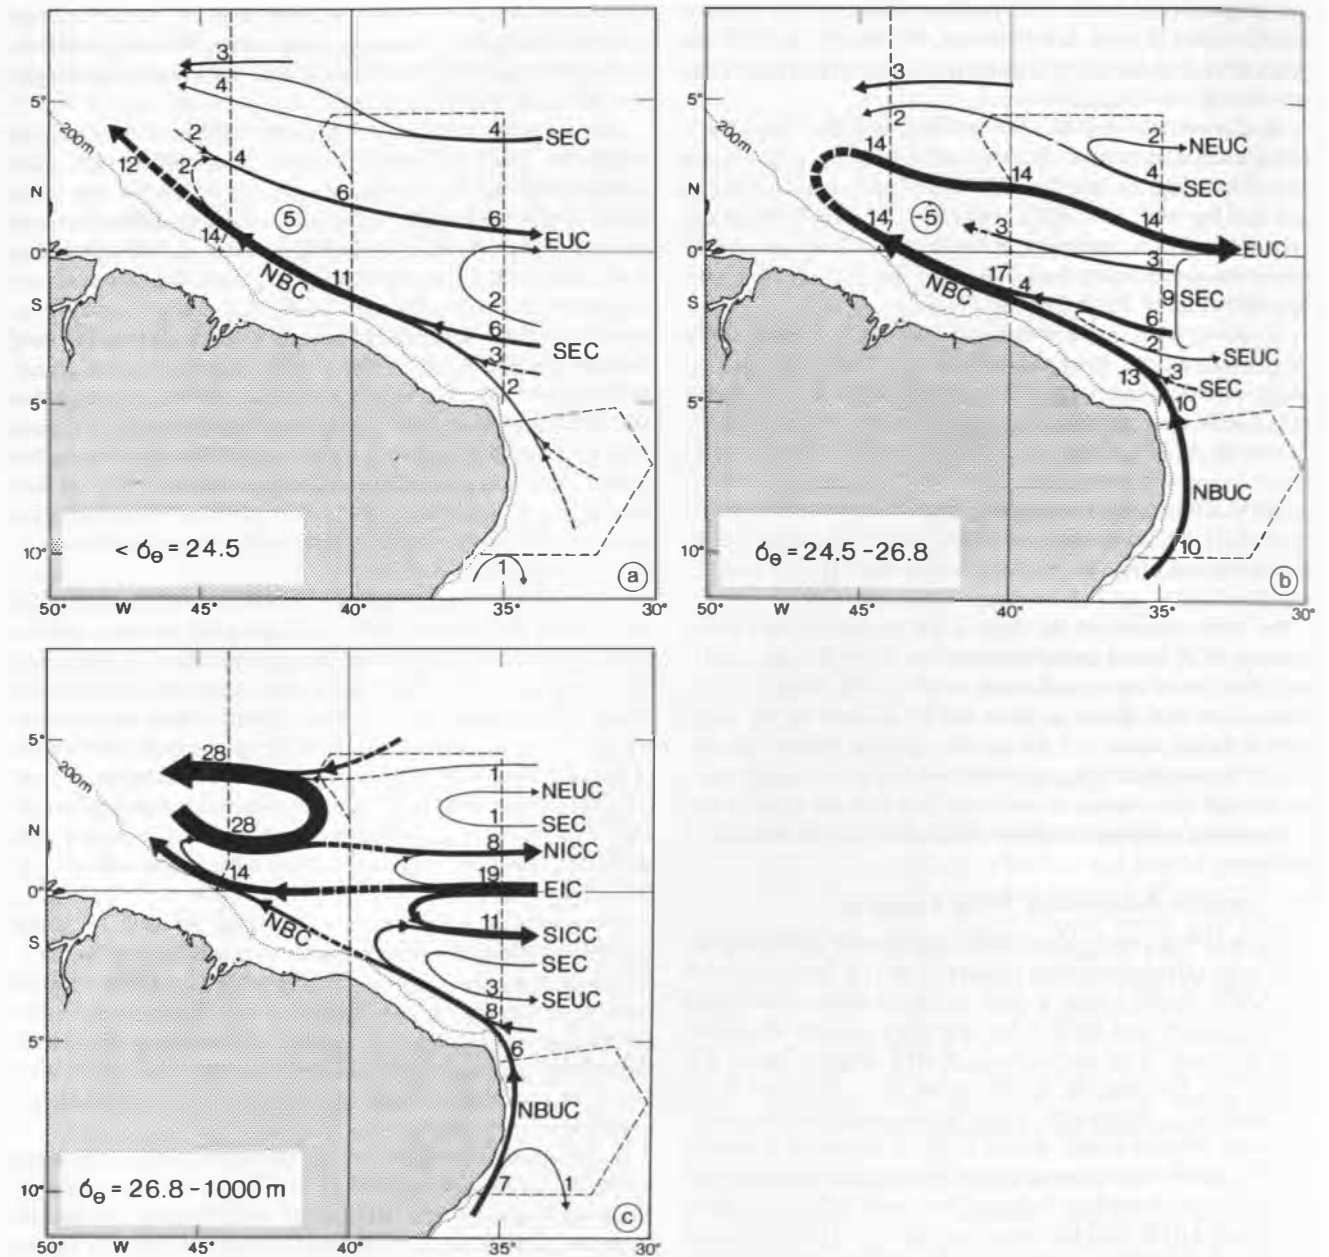 3
4
5°
200m
4
SEC
2
4
12
2
N
6
5
6
14
EUC
0°
NBC
11
S
2
6
SEC
3
2
5°
10°
< σθ = 24.5
1
a
50°
W
45°
40°
35°
30°
3
5°
2
200m
2
NEUC
14
4
N
14
SEC
14
-5
14
3
0°
EUC
3
NBC
17
4
9
SEC
S
6
2
SEUC
13
3
SEC
5°
10
NBUC
10°
σθ = 24.5 - 26.8
10
b
50°
W
45°
40°
35°
30°
5°
28
200m
1
NEUC
1
N
28
SEC
8
NICC
14
19
0°
EIC
NBC
11
S
SICC
SEC
3
SEUC
8
5°
6
NBUC
10°
σθ = 26.8 - 1000 m
7
1
c
50°
W
45°
40°
35°
30°